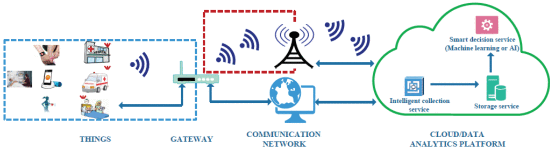 Smart decision service
(Machine learning or AI)
Intelligent collection
service
Storage service
THINGS
GATEWAY
COMMUNICATION
NETWORK
CLOUD/DATA
ANALYTICS PLATFORM